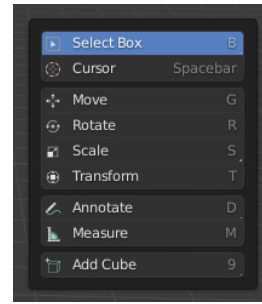 Select Box B
Cursor Spacebar
Move G
Rotate R
Scale S
Transform T
Annotate D
Measure M
Add Cube 9